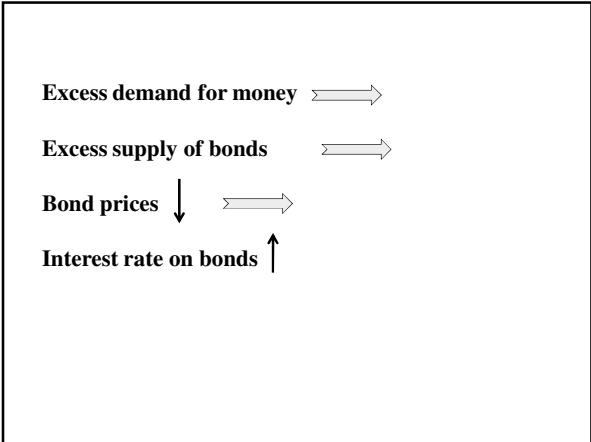 Excess demand for money
Excess supply of bonds
Bond prices
Interest rate on bonds